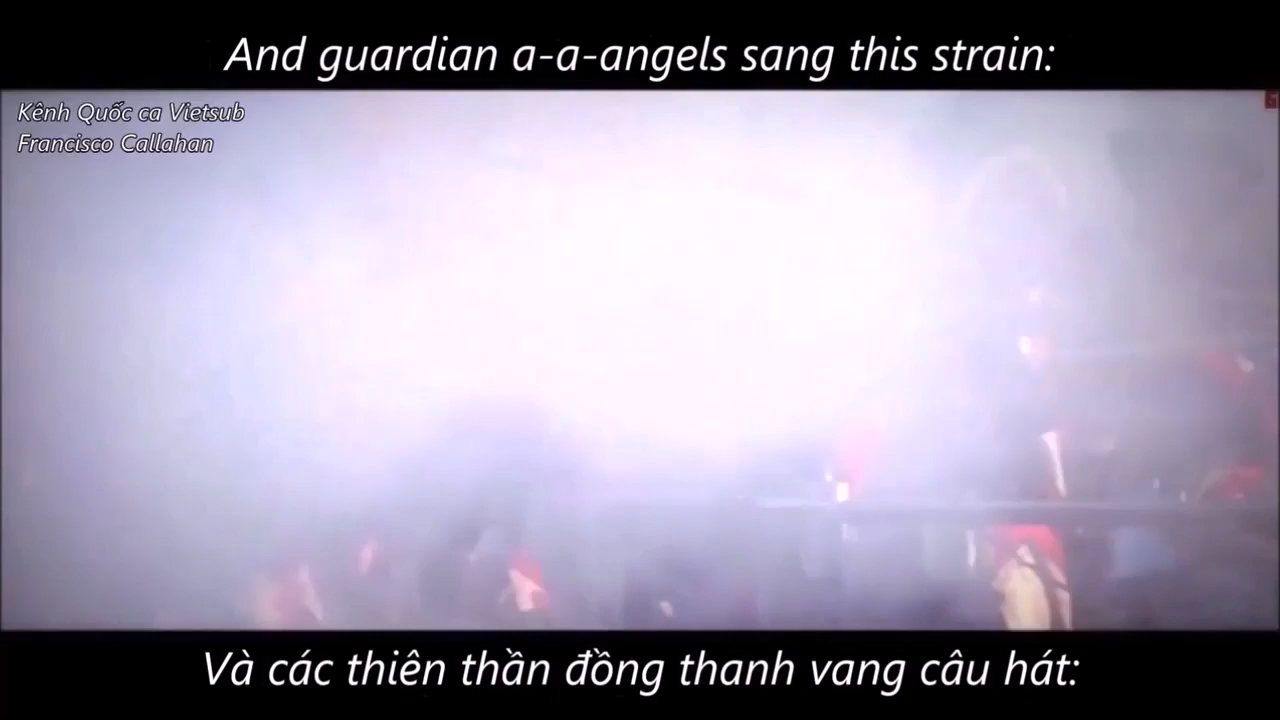 And guardian a-a-angels sang this strain:
Kênh Quốc ca Vietsub
Francisco Callahan
Và các thiên thần đồng thanh vang câu hát: